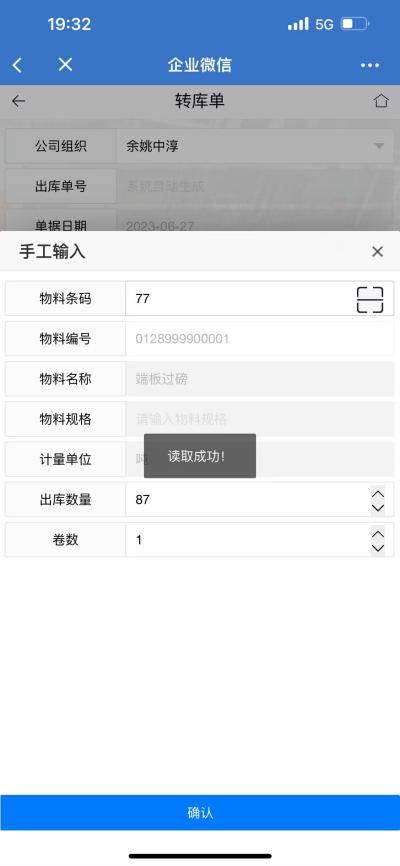 19:32
5G
企业微信
转库单
公司组织 余姚中淳
出库单号 系统自动生成
单据日期 2023-06-27
手工输入
物料条码 77
物料编号 0128999900001
物料名称 端板过磅
物料规格 请输入物料规格
计量单位 吨
读取成功！
出库数量 87
卷数 1
确认